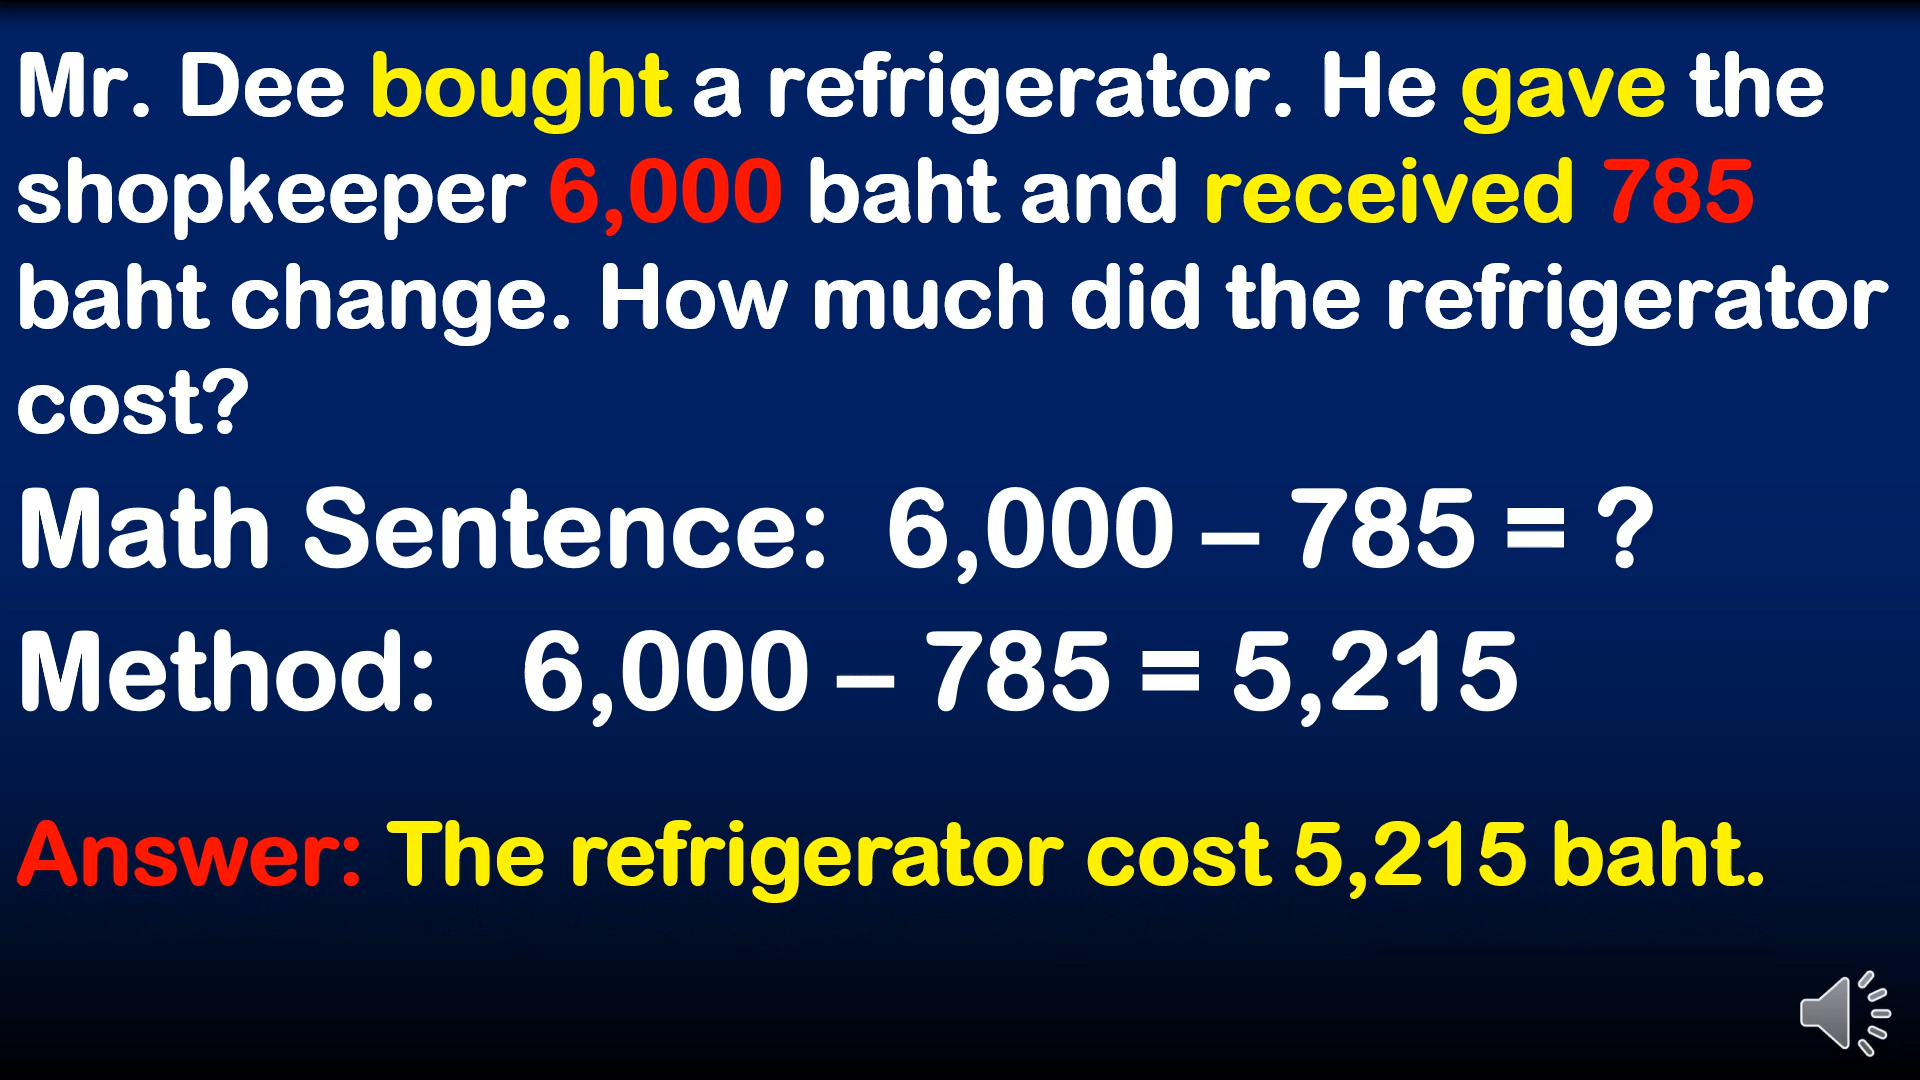 Mr. Dee bought a refrigerator. He gave the
shopkeeper 6,000 baht and received 785
baht change. How much did the refrigerator
cost?
Math Sentence: 6,000 – 785 = ?
Method: 6,000 – 785 = 5,215
Answer: The refrigerator cost 5,215 baht.